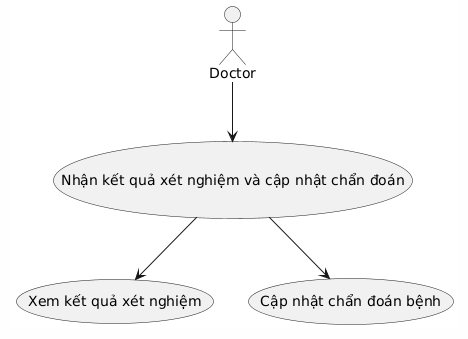 Doctor
Nhận kết quả xét nghiệm và cập nhật chẩn đoán
Xem kết quả xét nghiệm
Cập nhật chẩn đoán bệnh